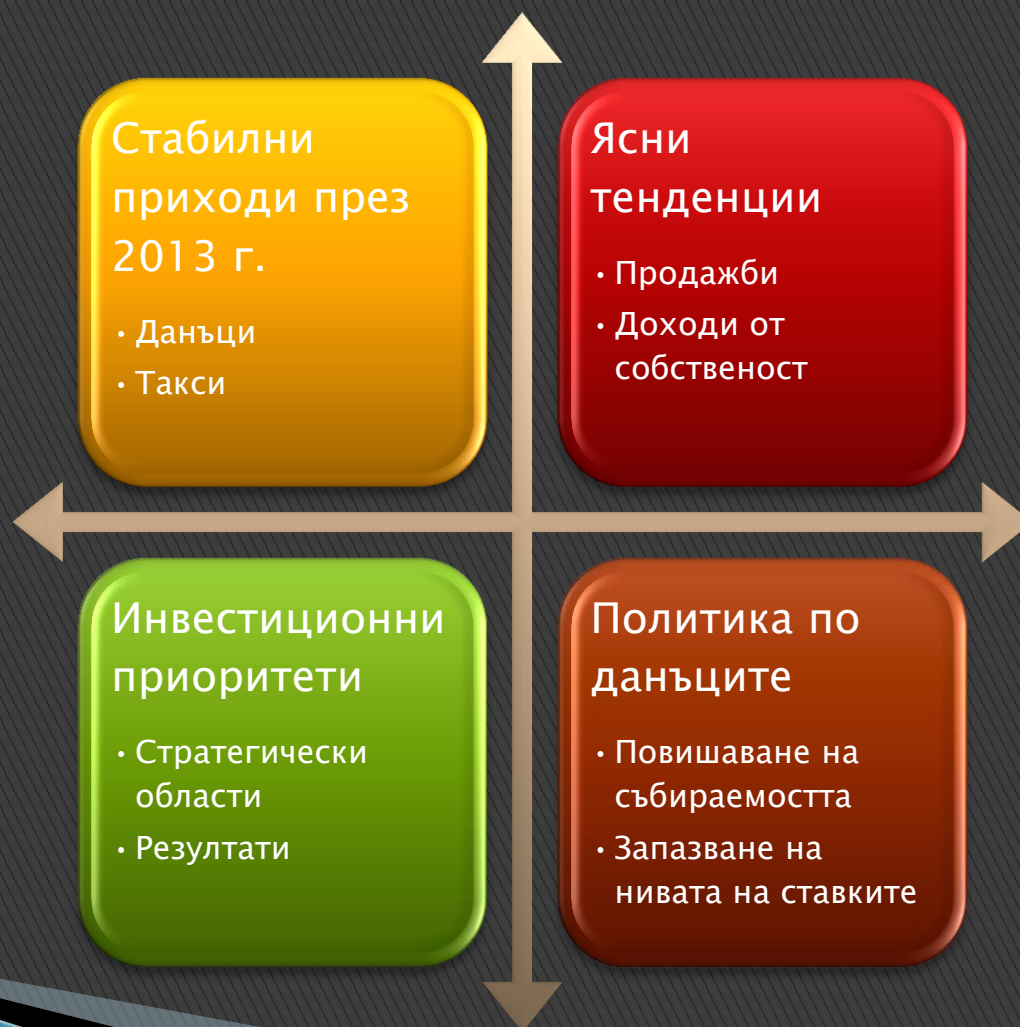 Стабилни
приходи през
2013 г.
• Данъци
• Такси
Ясни
тенденции
• Продажби
• Доходи от
собственост
Инвестиционни
приоритети
• Стратегически
области
• Резултати
Политика по
данъците
• Повишаване на
събираемостта
• Запазване на
нивата на ставките